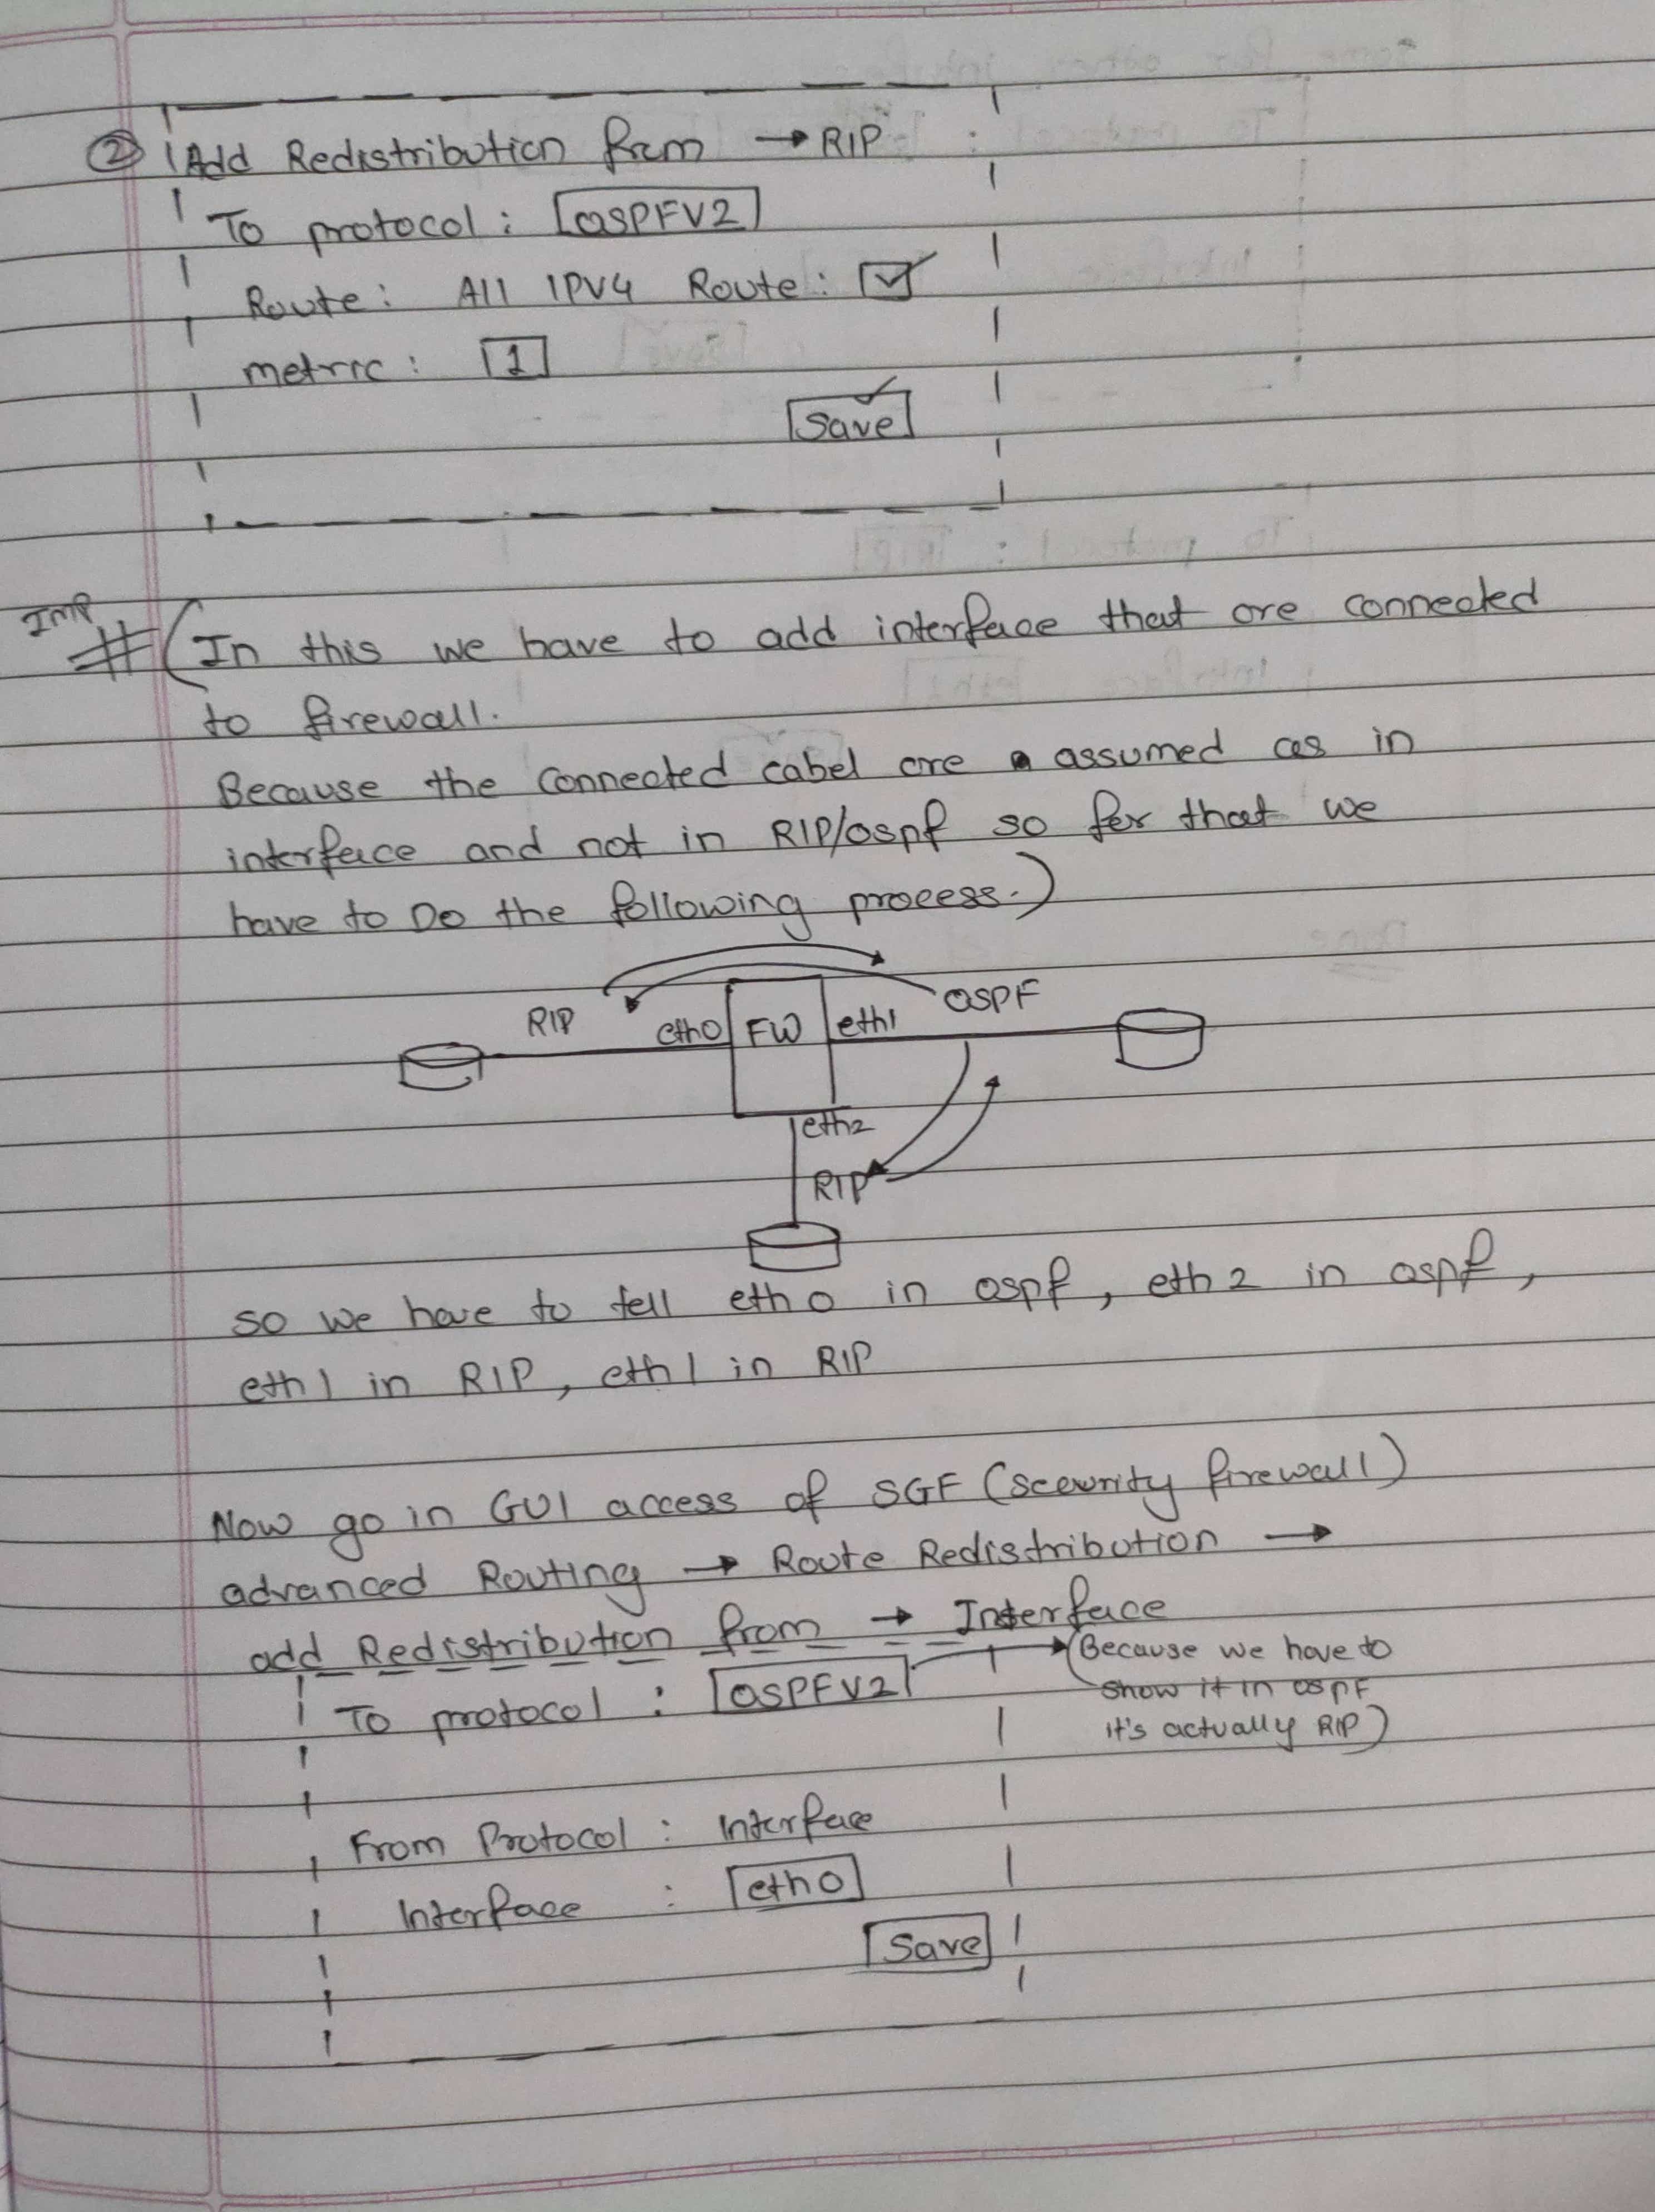 ② Add Redistribution from → RIP
To protocol : OSPFV2
Route : All IPV4 Route : ☑
metric : 1
Save
IMP
# (In this we have to add interface that are connected
to firewall.
Because the connected cabel are assumed as in
interface and not in RIP/ospf so for that we
have to Do the following process.)
RIP eth0 FW eth1 OSPF
eth2
RIP
so we have to tell eth0 in ospf, eth2 in ospf,
eth1 in RIP, eth1 in RIP
Now go in GUI access of SGF (security firewall)
advanced Routing → Route Redistribution →
add Redistribution from → Interface
To protocol : OSPFV2 → (Because we have to
show it in OSPF
it's actually RIP)
From Protocol : Interface
Interface : eth0
Save